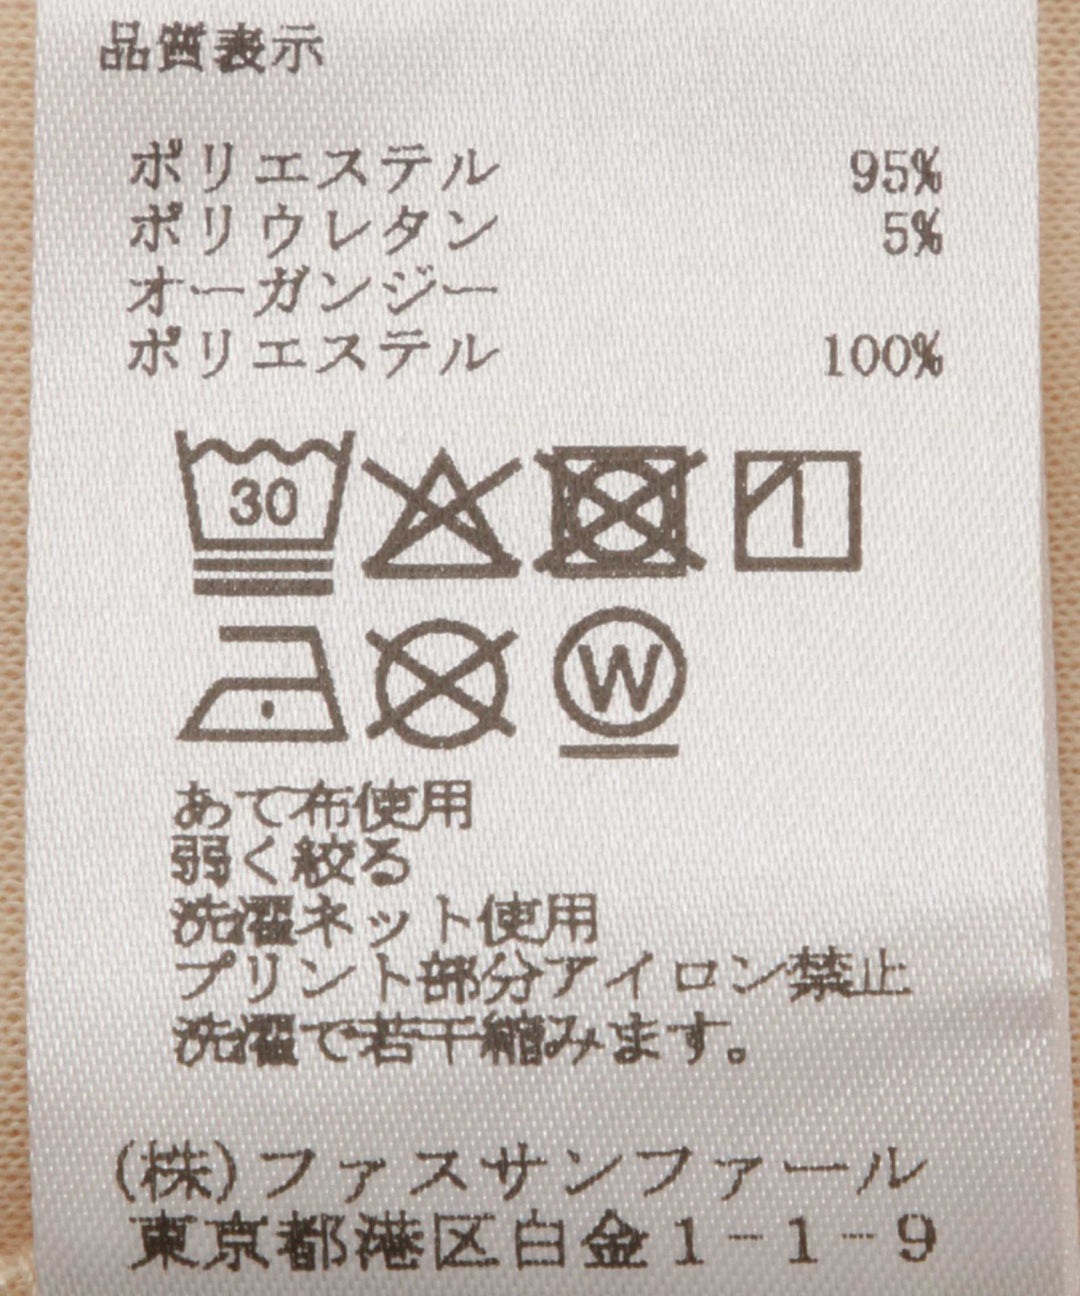 品質表示
ポリエステル 95%
ポリウレタン 5%
オーガンジー
ポリエステル 100%
30
W
あて布使用
弱く絞る
洗濯ネット使用
プリント部分アイロン禁止
洗濯で若干縮みます。
(株)ファスサンファール
東京都港区白金1-1-9